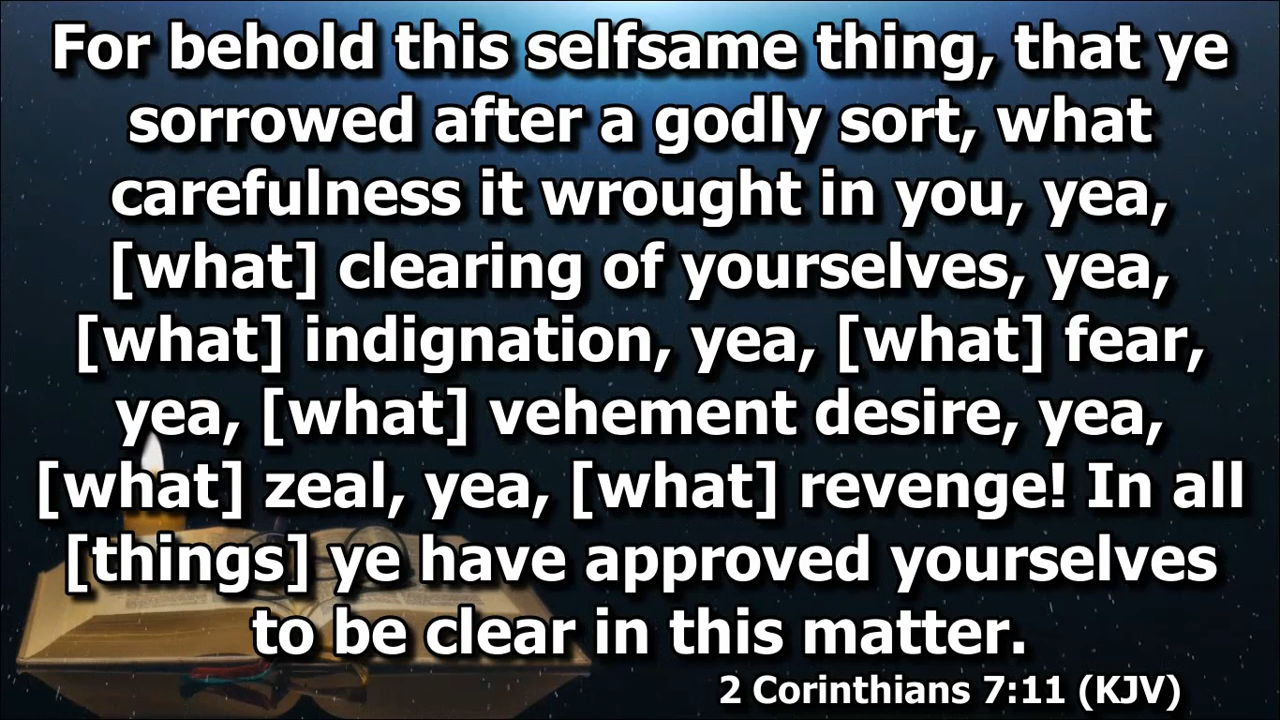 For behold this selfsame thing, that ye
sorrowed after a godly sort, what
carefulness it wrought in you, yea,
[what] clearing of yourselves, yea,
[what] indignation, yea, [what] fear,
yea, [what] vehement desire, yea,
[what] zeal, yea, [what] revenge! In all
[things] ye have approved yourselves
to be clear in this matter.
2 Corinthians 7:11 (KJV)